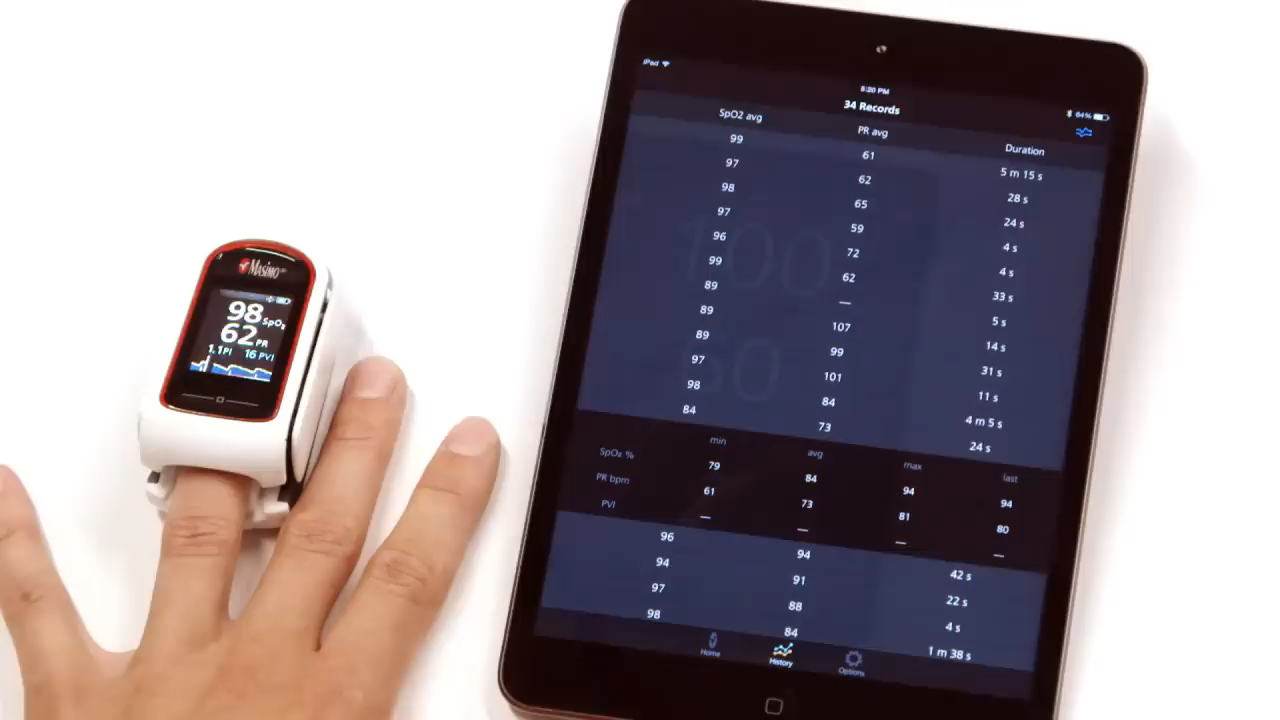 MASIMO
98 SpO₂
62 PR
1.1 PI 16 PVI
iPad
5:20 PM
64%
34 Records
SpO2 avg PR avg Duration
99 61 5 m 15 s
97 62 28 s
98 65 24 s
97 59 4 s
96 72 4 s
99 62 33 s
89 — 5 s
89 107 14 s
89 99 31 s
97 101 11 s
98 84 4 m 5 s
84 73 24 s
min avg max last
SpO₂ % 79 84 94 94
PR bpm 61 73 81 80
PVI — — — —
96 94 42 s
94 91 22 s
97 88 4 s
98 84 1 m 38 s
Home History Options